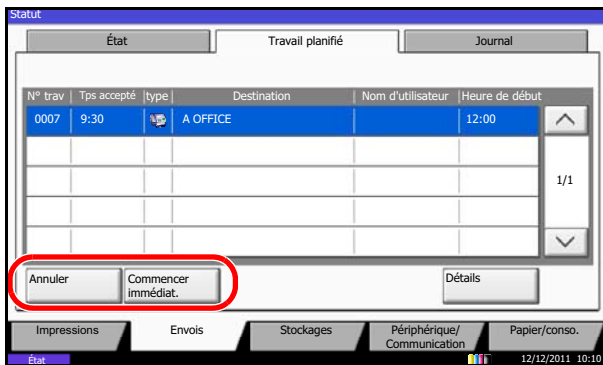 Statut
État Travail planifié Journal
N° trav Tps accepté type Destination Nom d'utilisateur Heure de début
0007 9:30 A OFFICE 12:00
1/1
Annuler Commencer immédiat. Détails
Impressions Envois Stockages Périphérique/ Communication Papier/conso.
État 12/12/2011 10:10